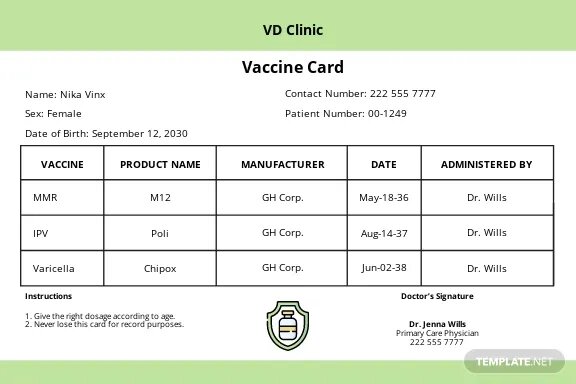 VD Clinic
Vaccine Card
Name: Nika Vinx
Contact Number: 222 555 7777
Sex: Female
Patient Number: 00-1249
Date of Birth: September 12, 2030
VACCINE PRODUCT NAME MANUFACTURER DATE ADMINISTERED BY
MMR M12 GH Corp. May-18-36 Dr. Wills
IPV Poli GH Corp. Aug-14-37 Dr. Wills
Varicella Chipox GH Corp. Jun-02-38 Dr. Wills
Instructions
1. Give the right dosage according to age.
2. Never lose this card for record purposes.
Doctor's Signature
Dr. Jenna Wills
Primary Care Physician
222 555 7777
TEMPLATE.NET